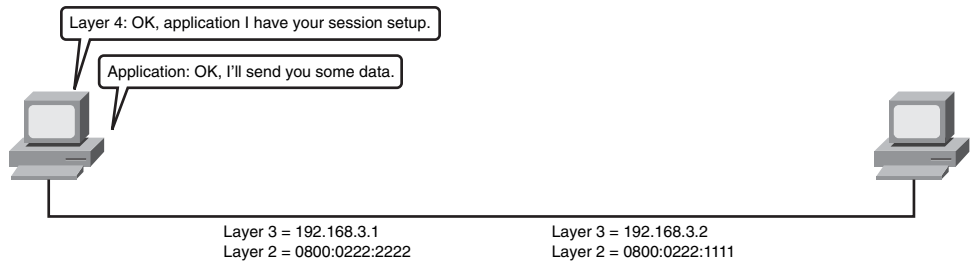 Layer 4: OK, application I have your session setup.
Application: OK, I'll send you some data.
Layer 3 = 192.168.3.1
Layer 2 = 0800:0222:2222
Layer 3 = 192.168.3.2
Layer 2 = 0800:0222:1111